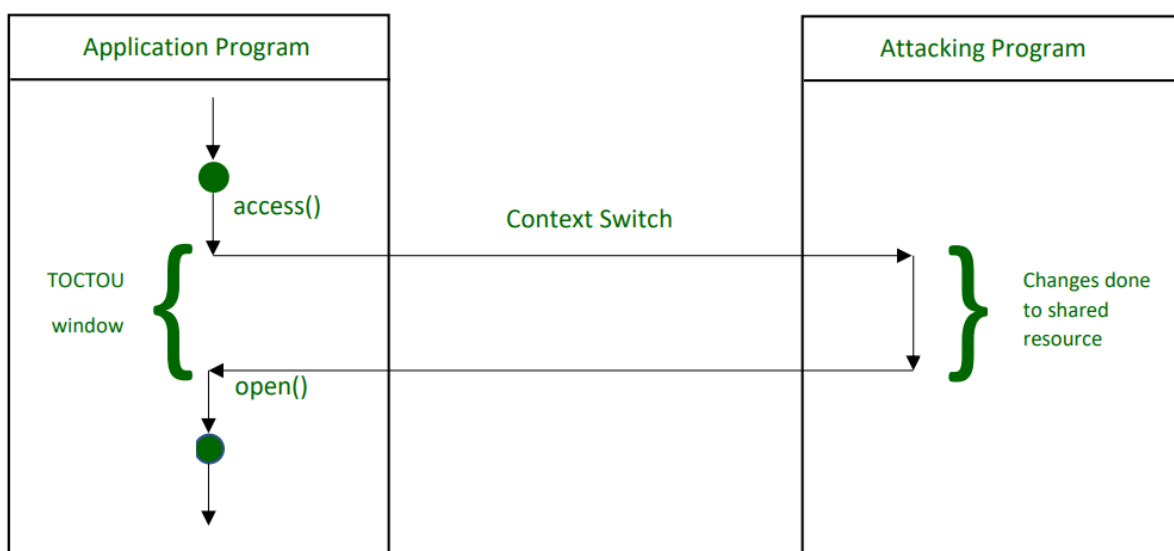 Application Program
Attacking Program
access()
Context Switch
TOCTOU
window
Changes done
to shared
resource
open()